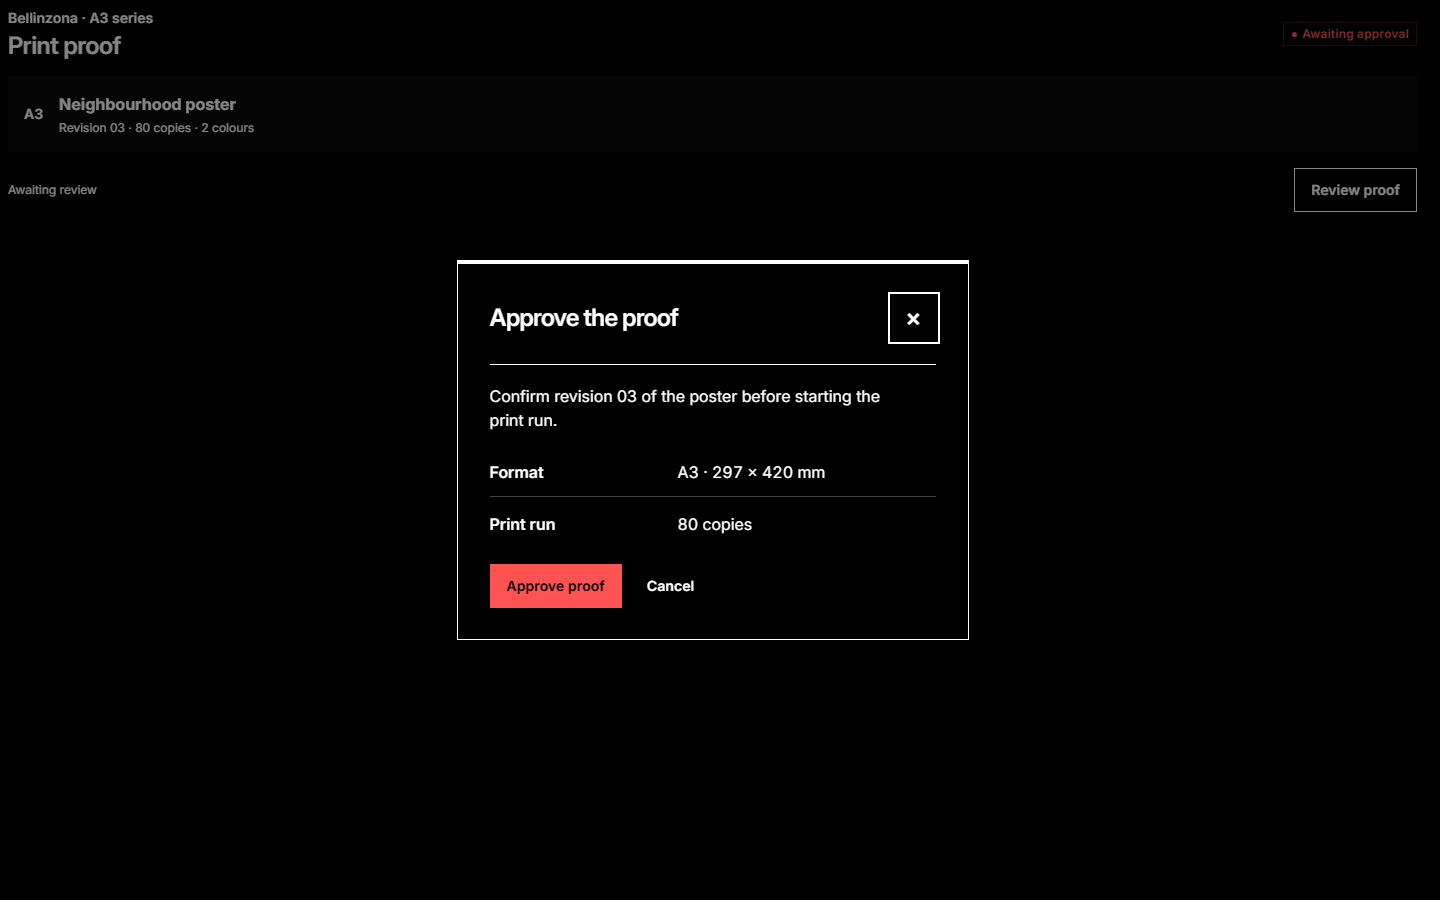 Bellinzona · A3 series
Print proof
● Awaiting approval
A3
Neighbourhood poster
Revision 03 · 80 copies · 2 colours
Awaiting review
Review proof
Approve the proof
×
Confirm revision 03 of the poster before starting the
print run.
Format A3 · 297 × 420 mm
Print run 80 copies
Approve proof Cancel